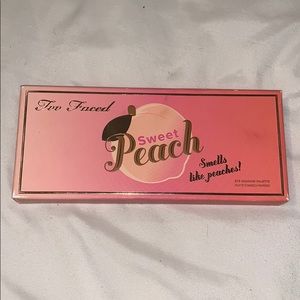 Too Faced
Sweet
Peach
Smells
like peaches!
EYE SHADOW PALETTE